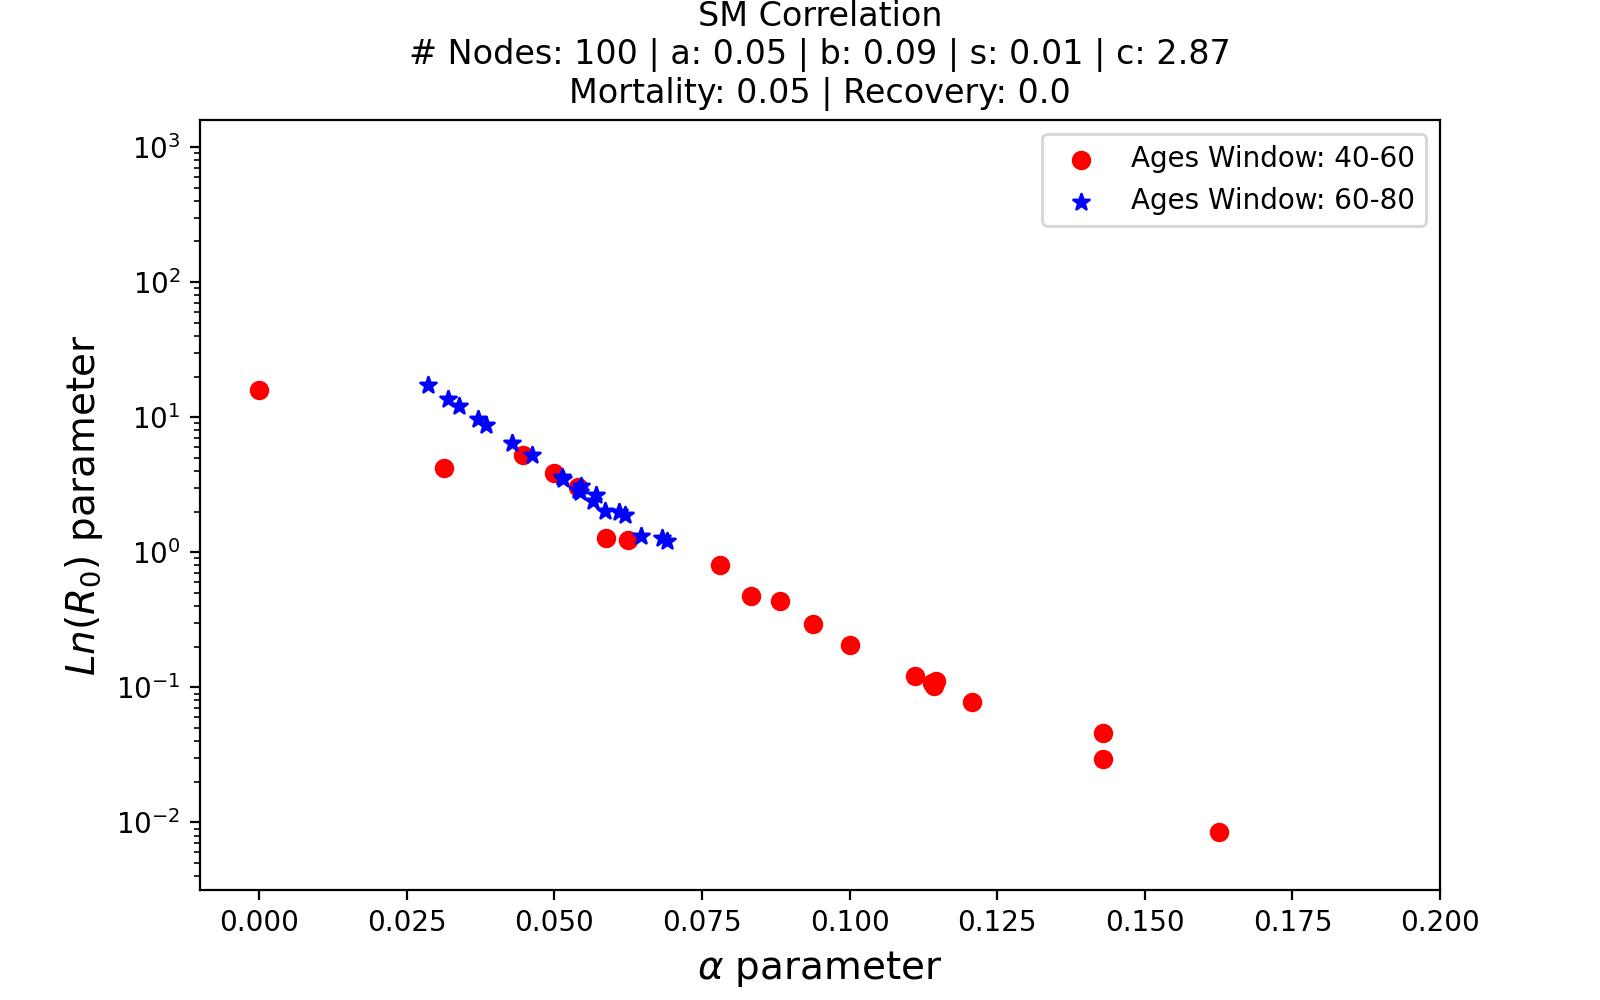 SM Correlation
# Nodes: 100 | a: 0.05 | b: 0.09 | s: 0.01 | c: 2.87
Mortality: 0.05 | Recovery: 0.0
Ages Window: 40-60
Ages Window: 60-80
10³
10²
10¹
10⁰
10⁻¹
10⁻²
Ln(R₀) parameter
0.000 0.025 0.050 0.075 0.100 0.125 0.150 0.175 0.200
α parameter